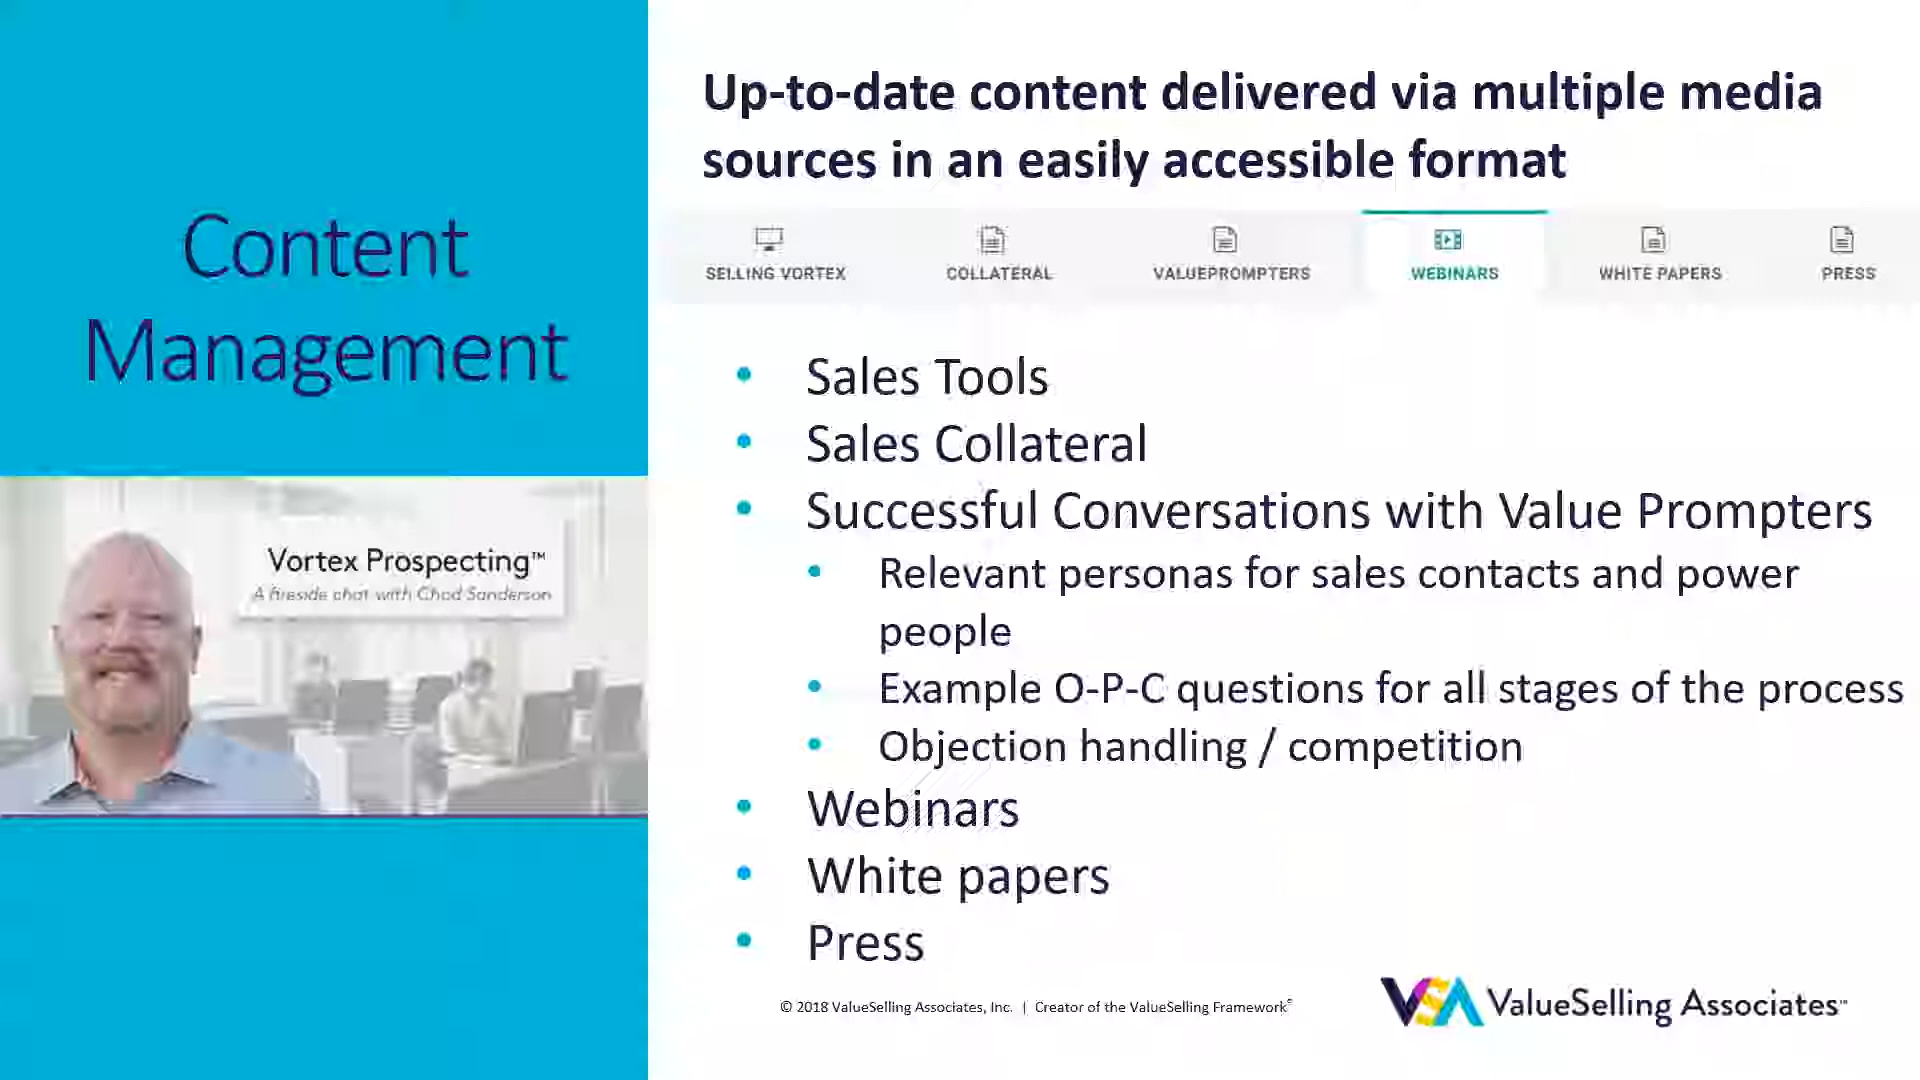 Content
Management
Vortex Prospecting™
A fireside chat with Chad Sanderson
Up-to-date content delivered via multiple media
sources in an easily accessible format
SELLING VORTEX
COLLATERAL
VALUEPROMPTERS
WEBINARS
WHITE PAPERS
PRESS
• Sales Tools
• Sales Collateral
• Successful Conversations with Value Prompters
• Relevant personas for sales contacts and power
people
• Example O-P-C questions for all stages of the process
• Objection handling / competition
• Webinars
• White papers
• Press
© 2018 ValueSelling Associates, Inc. | Creator of the ValueSelling Framework®
VSA ValueSelling Associates™